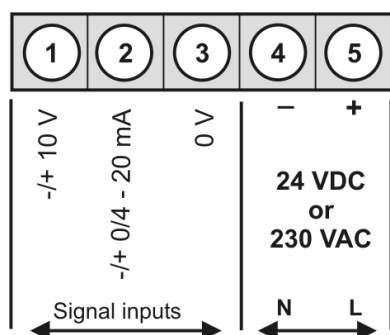 1 2 3 4 5
-/+ 10 V
-/+ 0/4 - 20 mA
0 V
– +
24 VDC
or
230 VAC
Signal inputs
N L